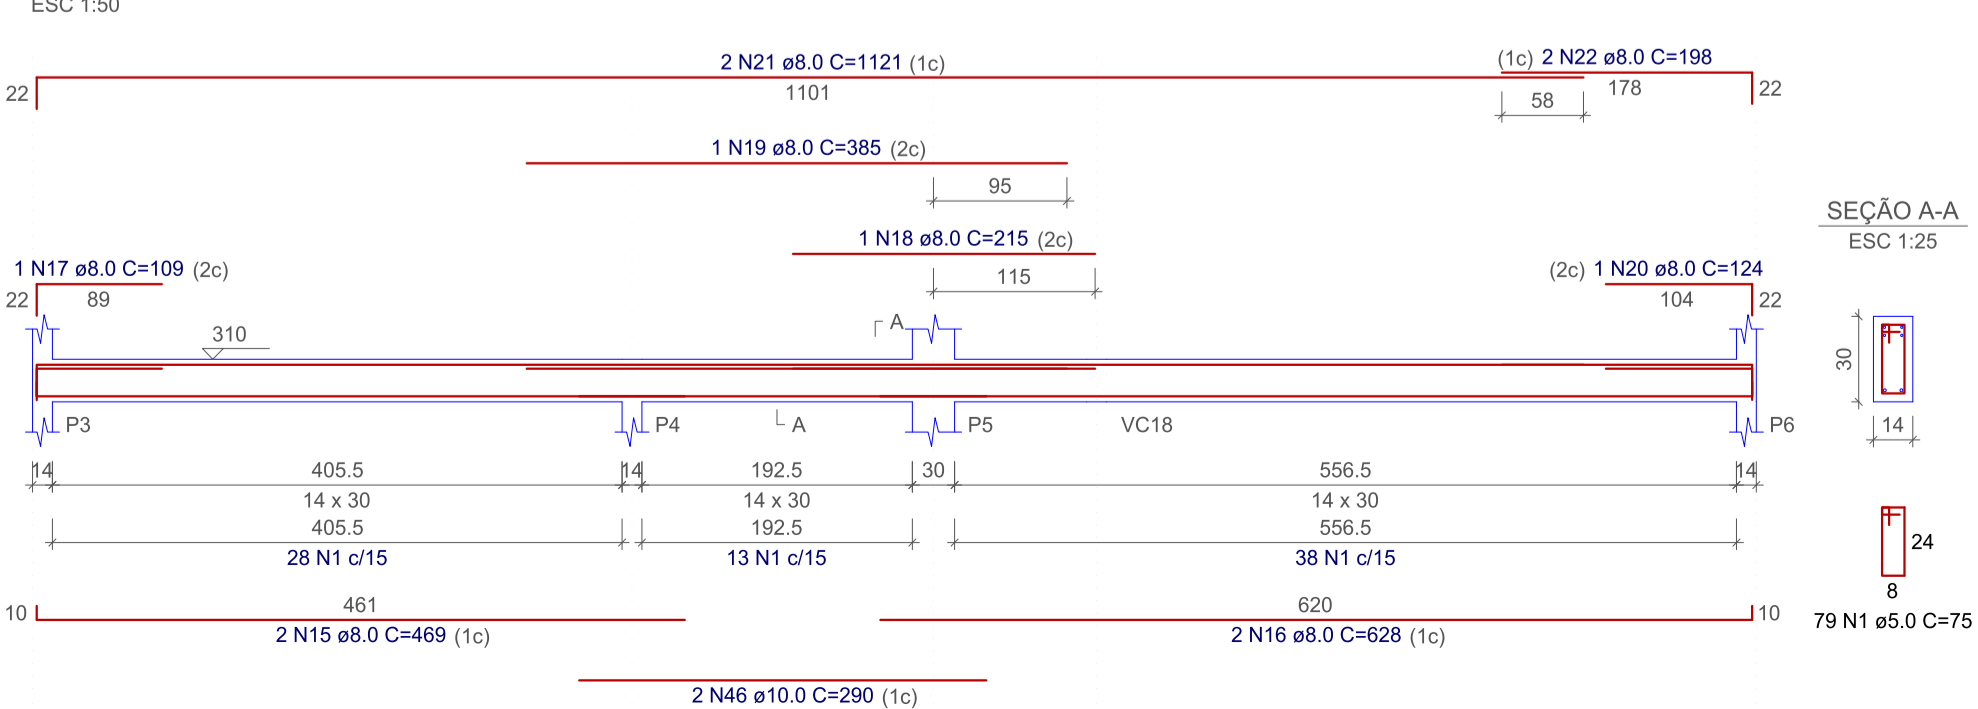 ESC 1:50
2 N21 ø8.0 C=1121 (1c)
(1c) 2 N22 ø8.0 C=198
22
1101
178
22
58
1 N19 ø8.0 C=385 (2c)
95
SEÇÃO A-A
ESC 1:25
1 N18 ø8.0 C=215 (2c)
115
1 N17 ø8.0 C=109 (2c)
(2c) 1 N20 ø8.0 C=124
22
89
104
22
A
310
30
P3
P4
A
P5
VC18
P6
14
14
405.5
14
192.5
30
556.5
14
14 x 30
14 x 30
14 x 30
405.5
192.5
556.5
28 N1 c/15
13 N1 c/15
38 N1 c/15
24
8
10
461
620
10
2 N15 ø8.0 C=469 (1c)
2 N16 ø8.0 C=628 (1c)
79 N1 ø5.0 C=75
2 N46 ø10.0 C=290 (1c)